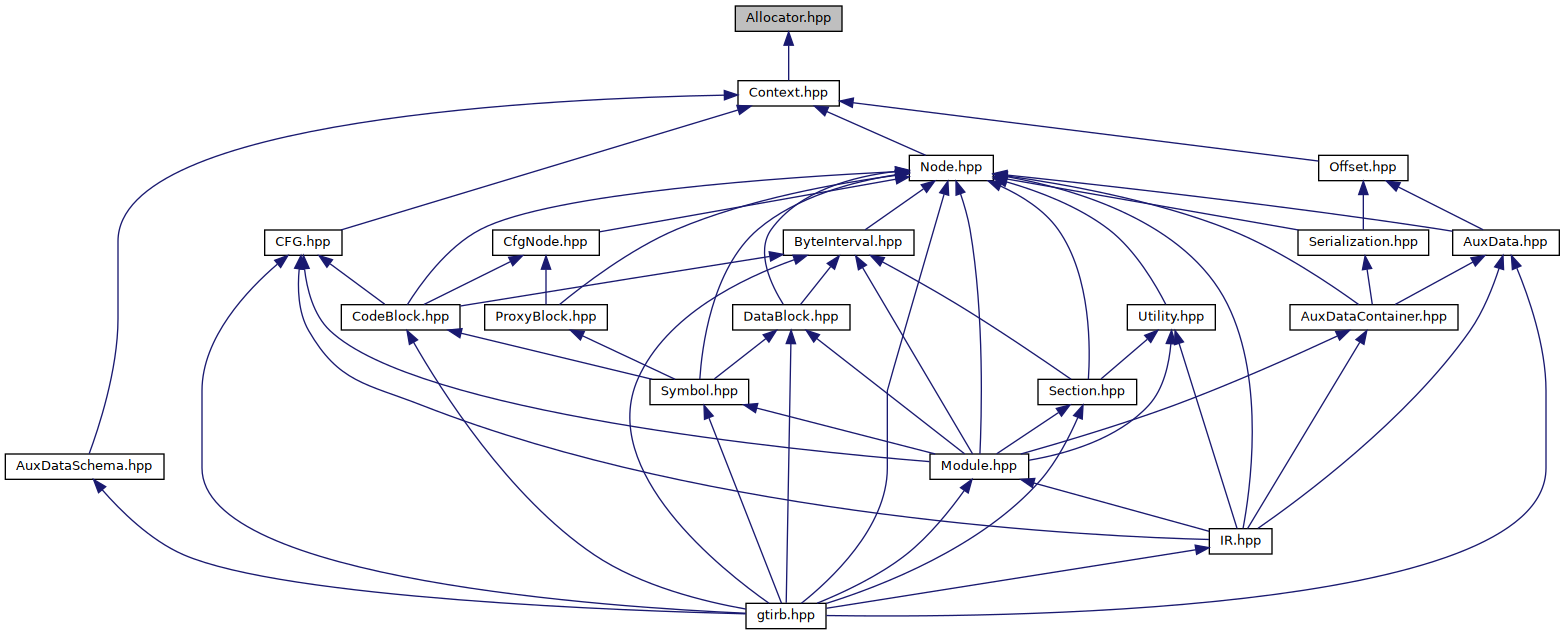 Allocator.hpp
Context.hpp
Node.hpp
Offset.hpp
CFG.hpp
CfgNode.hpp
ByteInterval.hpp
Serialization.hpp
AuxData.hpp
CodeBlock.hpp
ProxyBlock.hpp
DataBlock.hpp
Utility.hpp
AuxDataContainer.hpp
Symbol.hpp
Section.hpp
AuxDataSchema.hpp
Module.hpp
IR.hpp
gtirb.hpp